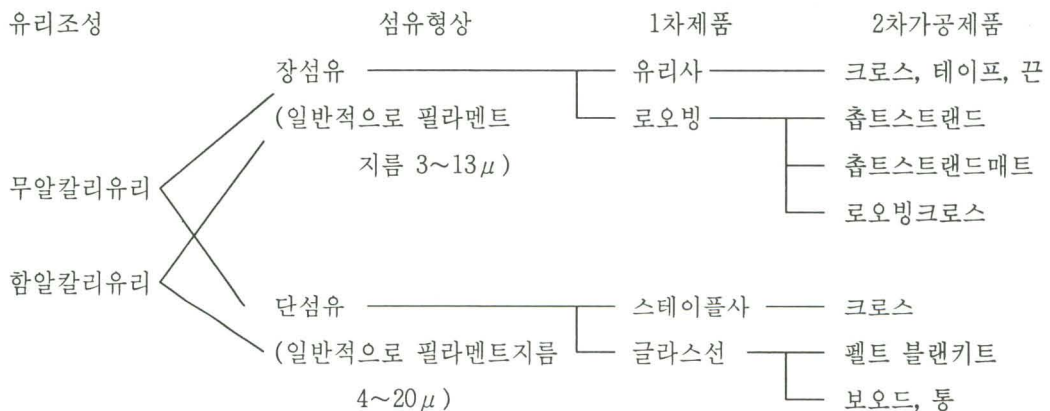 유리조성 섬유형상 1차제품 2차가공제품
장섬유 유리사 크로스, 테이프, 끈
(일반적으로 필라멘트 로오빙 촙트스트랜드
지름 3~13μ) 촙트스트랜드매트
무알칼리유리
로오빙크로스
함알칼리유리
단섬유 스테이플사 크로스
(일반적으로 필라멘트지름 글라스선 펠트 블랜키트
4~20μ) 보오드, 통